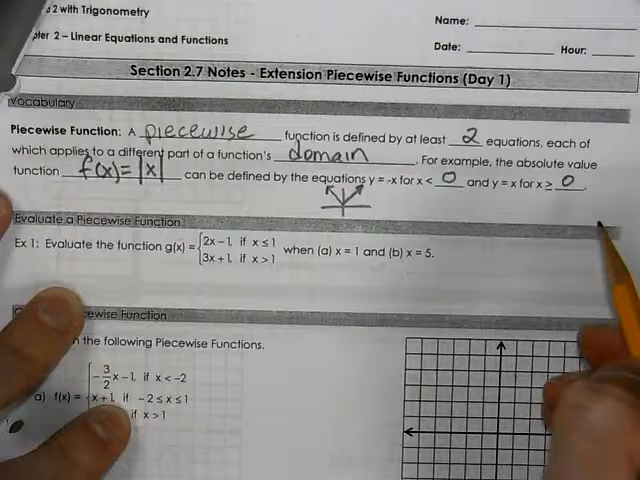 2 with Trigonometry
Name:
pter 2 – Linear Equations and Functions
Date: Hour:
Section 2.7 Notes - Extension Piecewise Functions (Day 1)
Vocabulary
Piecewise Function: A piecewise function is defined by at least 2 equations, each of
which applies to a different part of a function's domain. For example, the absolute value
function f(x)=|x| can be defined by the equations y = -x for x < 0 and y = x for x ≥ 0.
Evaluate a Piecewise Function
Ex 1: Evaluate the function g(x) = { 2x – 1, if x ≤ 1 when (a) x = 1 and (b) x = 5.
3x + 1, if x > 1
ewise Function
the following Piecewise Functions.
-3/2 x – 1, if x < -2
a) f(x) = { x + 1, if -2 ≤ x ≤ 1
if x > 1